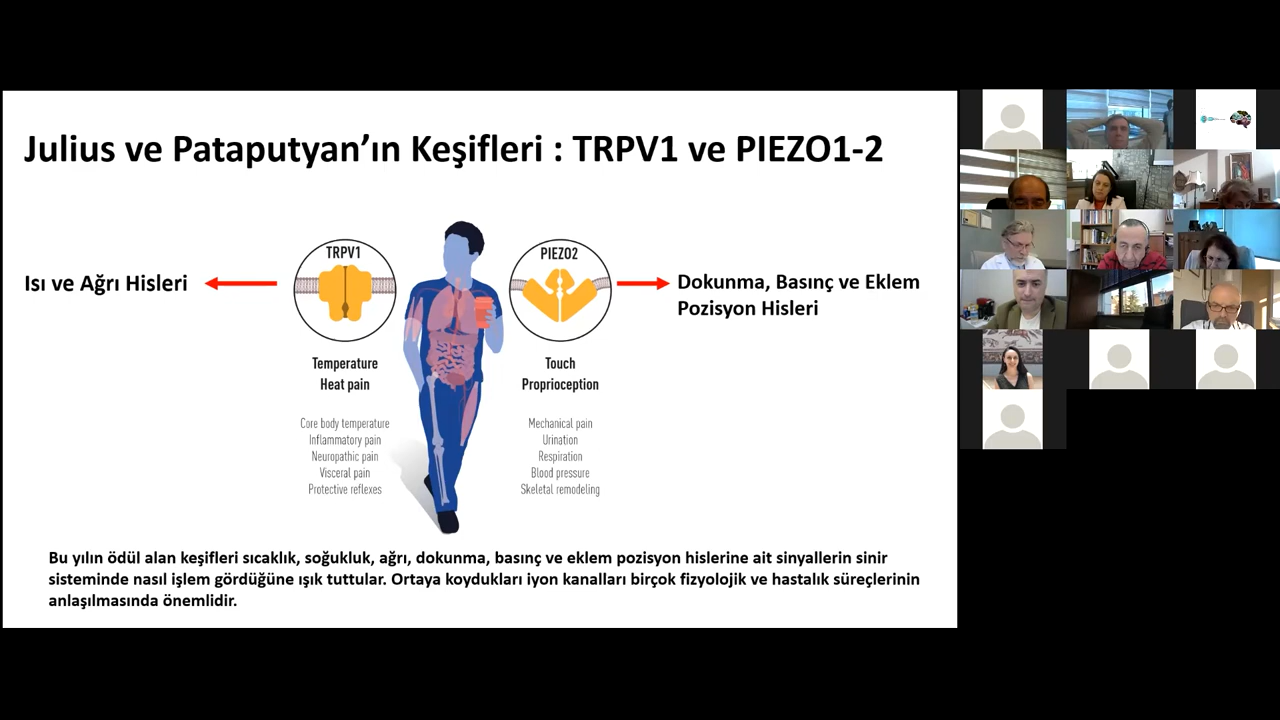 Julius ve Pataputyan’ın Keşifleri : TRPV1 ve PIEZO1-2
TRPV1
PIEZO2
Isı ve Ağrı Hisleri
Dokunma, Basınç ve Eklem
Pozisyon Hisleri
Temperature
Heat pain
Touch
Proprioception
Core body temperature
Inflammatory pain
Neuropathic pain
Visceral pain
Protective reflexes
Mechanical pain
Urination
Respiration
Blood pressure
Skeletal remodeling
Bu yılın ödül alan keşifleri sıcaklık, soğukluk, ağrı, dokunma, basınç ve eklem pozisyon hislerine ait sinyallerin sinir
sisteminde nasıl işlem gördüğüne ışık tuttular. Ortaya koydukları iyon kanalları birçok fizyolojik ve hastalık süreçlerinin
anlaşılmasında önemlidir.